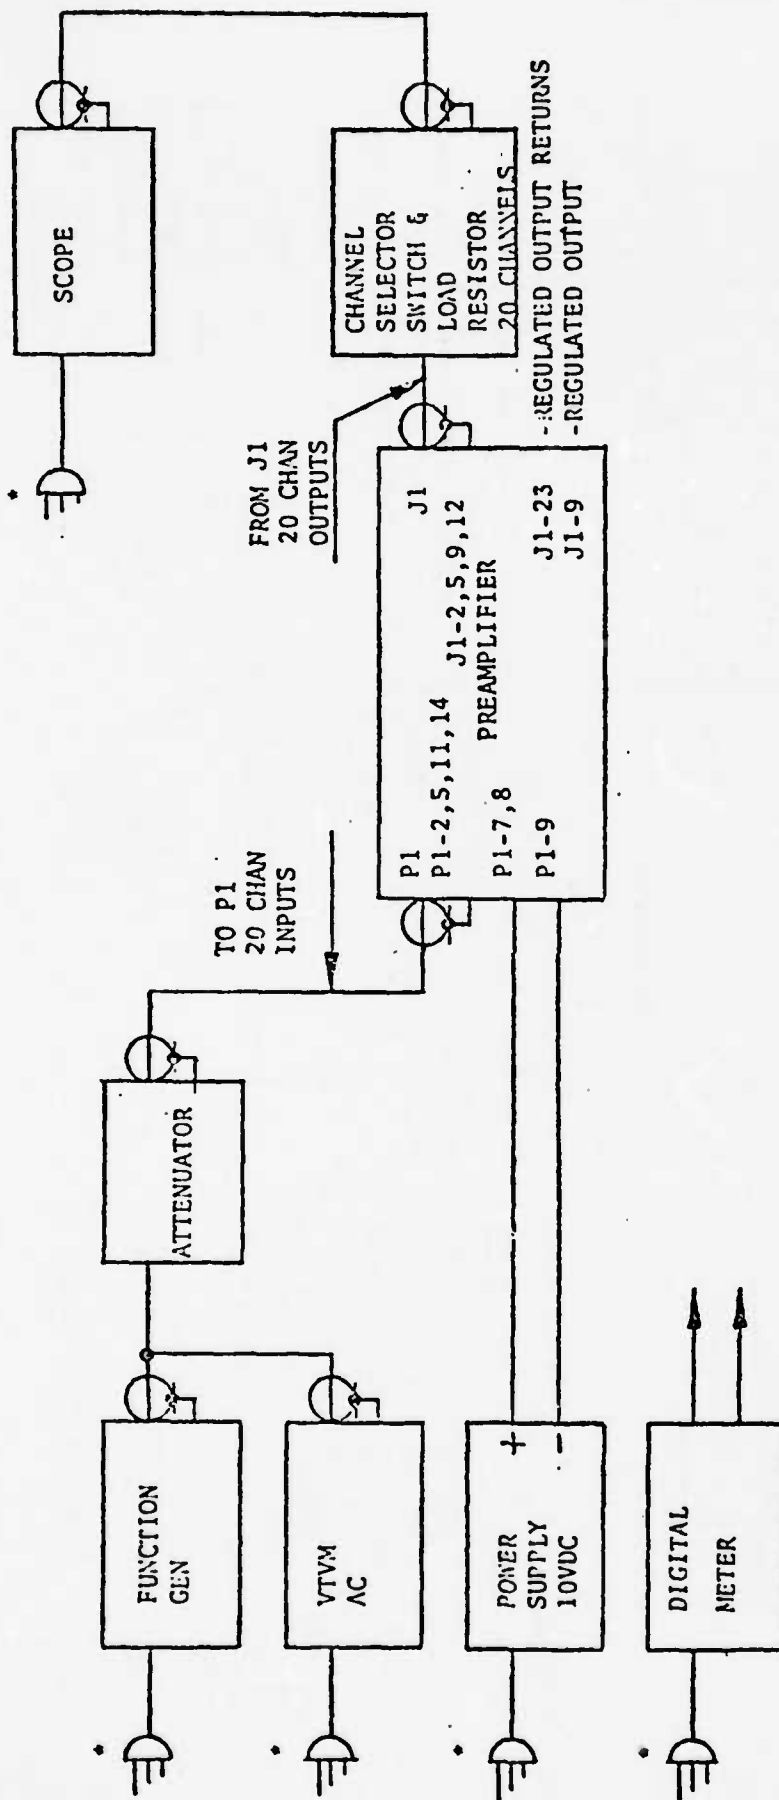 *
SCOPE
CHANNEL
SELECTOR
SWITCH &
LOAD
RESISTOR
20 CHANNELS
-REGULATED OUTPUT RETURNS
-REGULATED OUTPUT
FROM J1
20 CHAN
OUTPUTS
J1
J1-2,5,9,12
PREAMPLIFIER
J1-23
J1-9
P1
P1-2,5,11,14
P1-7,8
P1-9
TO P1
20 CHAN
INPUTS
ATTENUATOR
FUNCTION
GEN
*
VTVM
AC
*
POWER
SUPPLY
10VDC
+
-
*
DIGITAL
METER
*